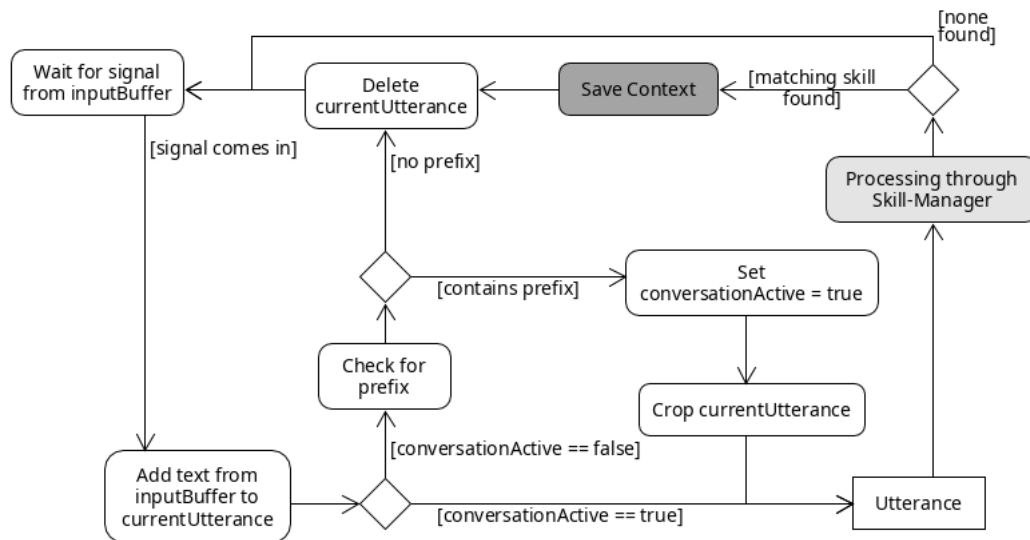 [none
found]
Wait for signal
from inputBuffer
Delete
currentUtterance
Save Context
[matching skill
found]
[signal comes in]
[no prefix]
Processing through
Skill-Manager
[contains prefix]
Set
conversationActive = true
Check for
prefix
Crop currentUtterance
[conversationActive == false]
Add text from
inputBuffer to
currentUtterance
[conversationActive == true]
Utterance